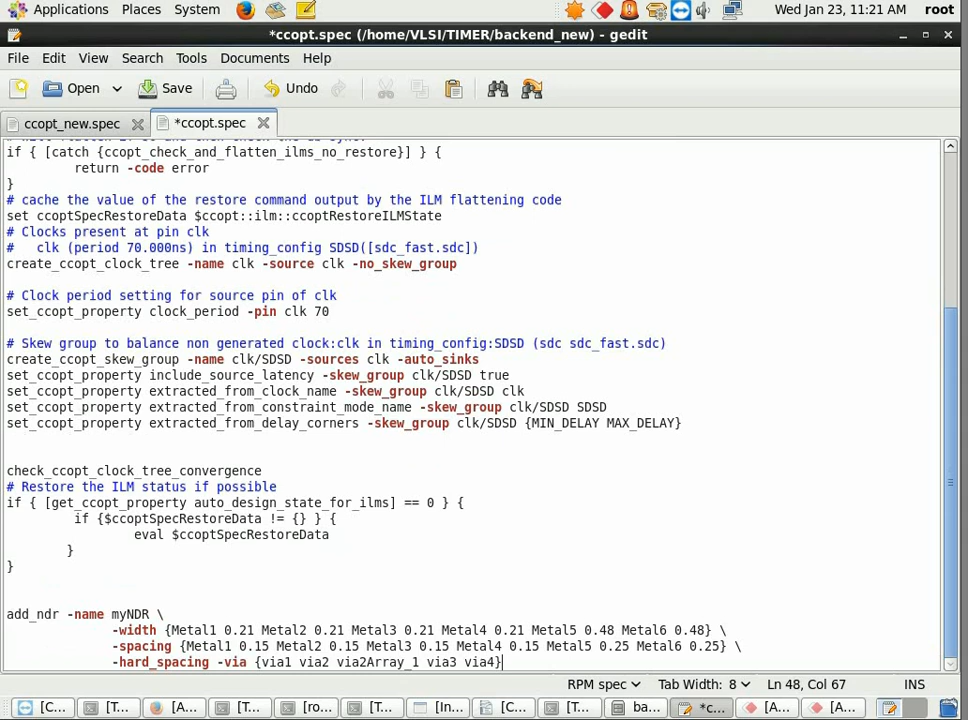 Applications Places System Wed Jan 23, 11:21 AM root
*ccopt.spec (/home/VLSI/TIMER/backend_new) - gedit
File Edit View Search Tools Documents Help
Open Save Undo
ccopt_new.spec *ccopt.spec
if { [catch {ccopt_check_and_flatten_ilms_no_restore}] } {
return -code error
}
# cache the value of the restore command output by the ILM flattening code
set ccoptSpecRestoreData $ccopt::ilm::ccoptRestoreILMState
# Clocks present at pin clk
#   clk (period 70.000ns) in timing_config SDSD([sdc_fast.sdc])
create_ccopt_clock_tree -name clk -source clk -no_skew_group
# Clock period setting for source pin of clk
set_ccopt_property clock_period -pin clk 70
# Skew group to balance non generated clock:clk in timing_config:SDSD (sdc sdc_fast.sdc)
create_ccopt_skew_group -name clk/SDSD -sources clk -auto_sinks
set_ccopt_property include_source_latency -skew_group clk/SDSD true
set_ccopt_property extracted_from_clock_name -skew_group clk/SDSD clk
set_ccopt_property extracted_from_constraint_mode_name -skew_group clk/SDSD SDSD
set_ccopt_property extracted_from_delay_corners -skew_group clk/SDSD {MIN_DELAY MAX_DELAY}
check_ccopt_clock_tree_convergence
# Restore the ILM status if possible
if { [get_ccopt_property auto_design_state_for_ilms] == 0 } {
if {$ccoptSpecRestoreData != {} } {
eval $ccoptSpecRestoreData
}
}
add_ndr -name myNDR \
-width {Metal1 0.21 Metal2 0.21 Metal3 0.21 Metal4 0.21 Metal5 0.48 Metal6 0.48} \
-spacing {Metal1 0.15 Metal2 0.15 Metal3 0.15 Metal4 0.15 Metal5 0.25 Metal6 0.25} \
-hard_spacing -via {via1 via2 via2Array_1 via3 via4}
RPM spec Tab Width: 8 Ln 48, Col 67 INS
[C... [T... [A... [T... [ro... [T... [In... [C... [T... ba... *c... [A... [A...